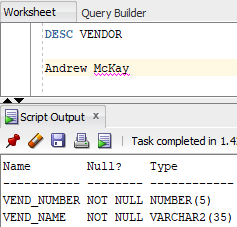 Worksheet Query Builder
DESC VENDOR
Andrew McKay
Script Output x
Task completed in 1.4
Name Null? Type
----------- -------- ------------
VEND_NUMBER NOT NULL NUMBER(5)
VEND_NAME NOT NULL VARCHAR2(35)